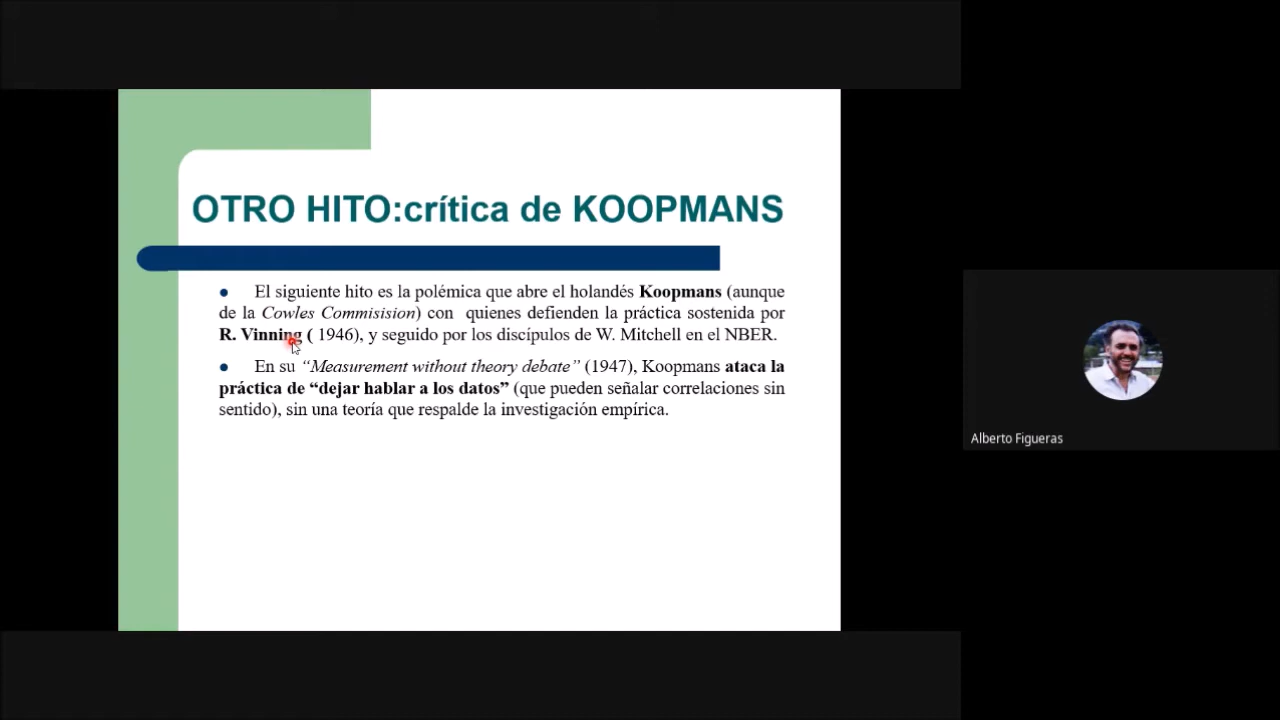 OTRO HITO:crítica de KOOPMANS
● El siguiente hito es la polémica que abre el holandés Koopmans (aunque
de la Cowles Commisision) con quienes defienden la práctica sostenida por
R. Vinning ( 1946), y seguido por los discípulos de W. Mitchell en el NBER.
● En su “Measurement without theory debate” (1947), Koopmans ataca la
práctica de “dejar hablar a los datos” (que pueden señalar correlaciones sin
sentido), sin una teoría que respalde la investigación empírica.
Alberto Figueras